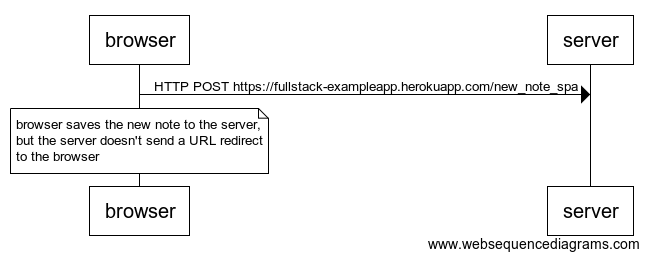 browser
server
HTTP POST https://fullstack-exampleapp.herokuapp.com/new_note_spa
browser saves the new note to the server,
but the server doesn't send a URL redirect
to the browser
browser
server
www.websequencediagrams.com